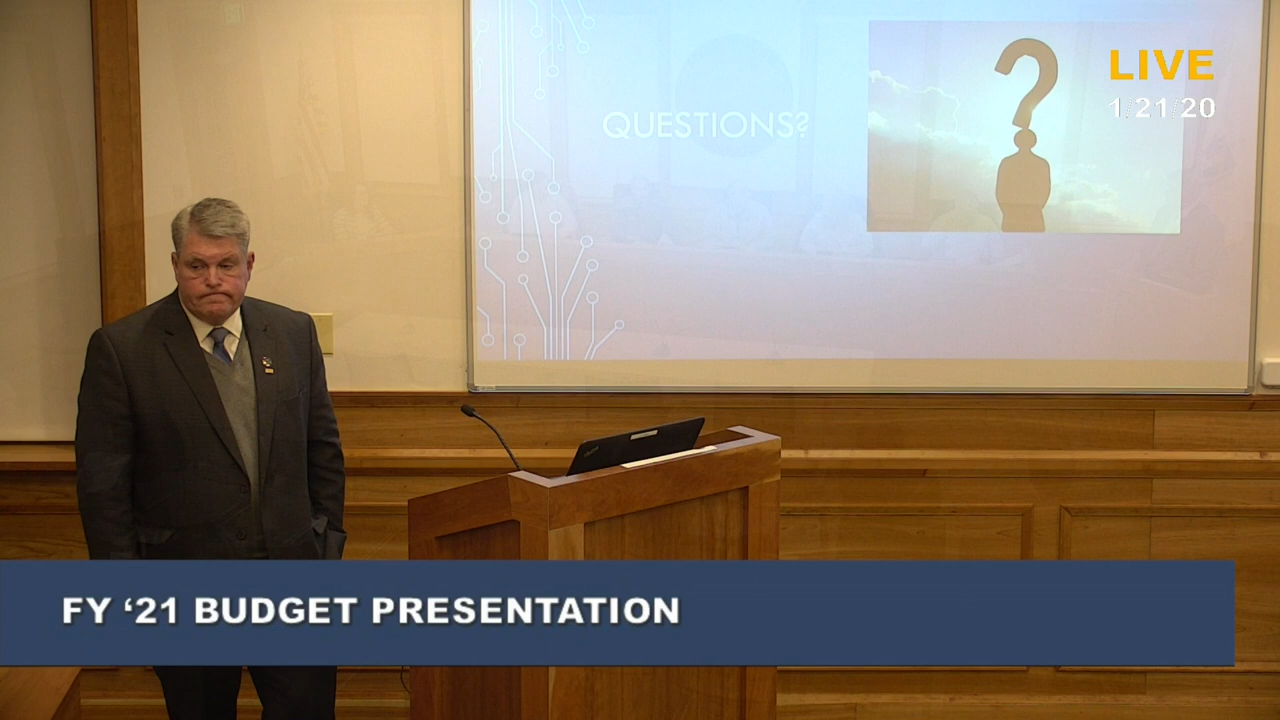 LIVE
1/21/20
QUESTIONS?
FY ‘21 BUDGET PRESENTATION